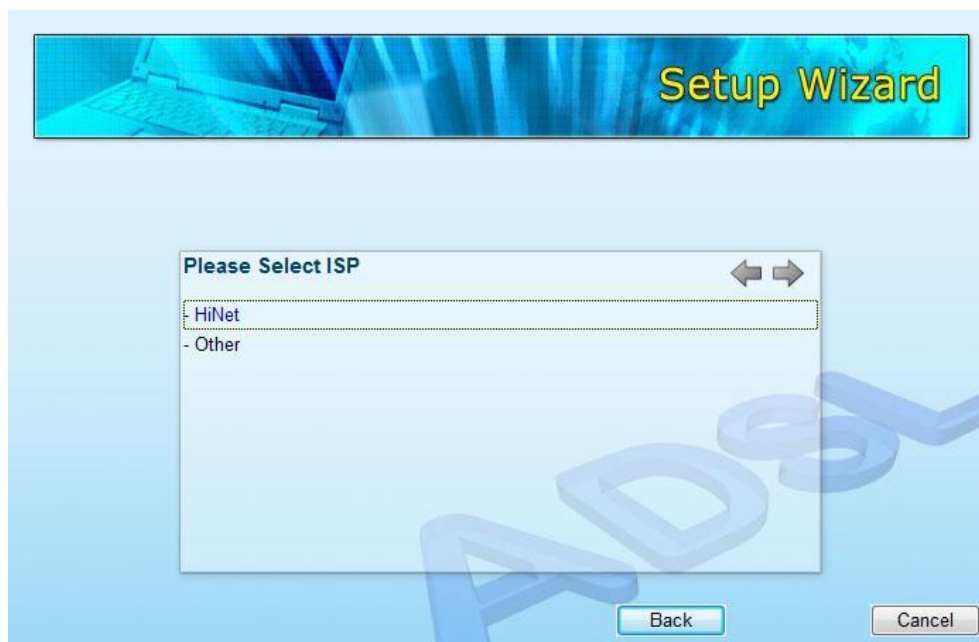 Setup Wizard
Please Select ISP
- HiNet
- Other
ADSL
Back
Cancel